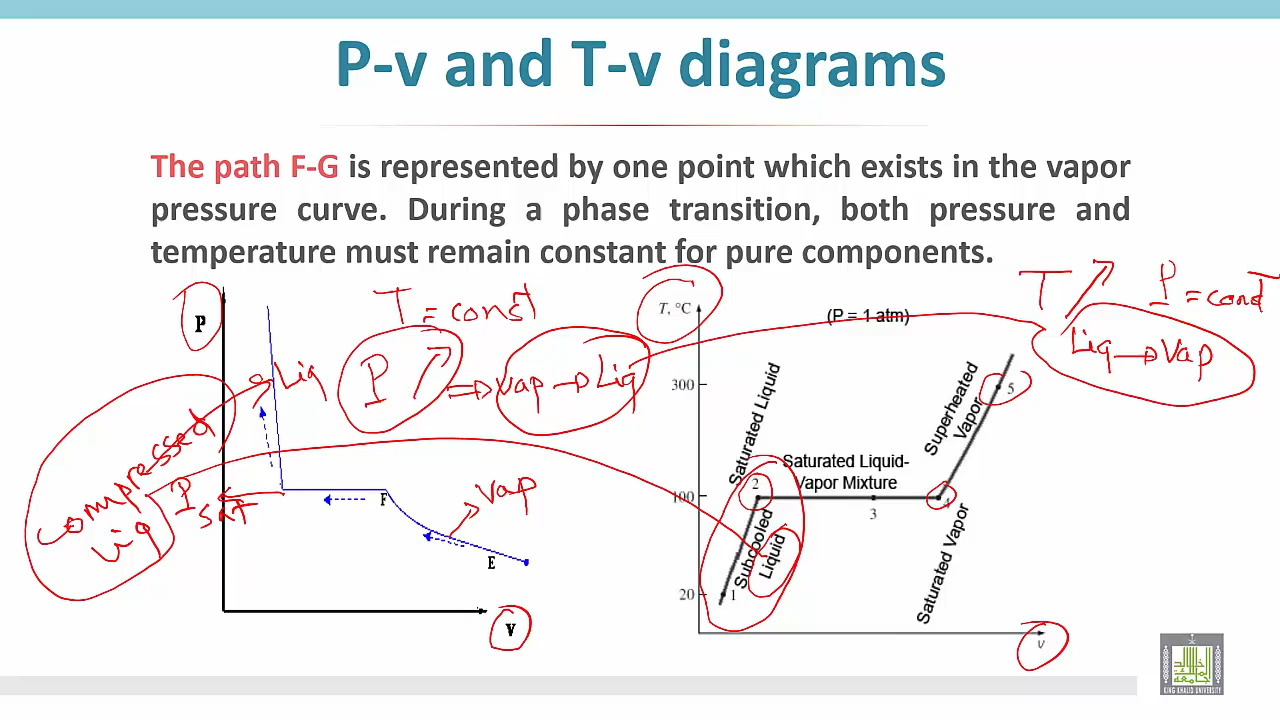 P-v and T-v diagrams
The path F-G is represented by one point which exists in the vapor
pressure curve. During a phase transition, both pressure and
temperature must remain constant for pure components.
T = const
P
P ⇒ vap → Liq
Liq
compressed
Liq
P sat
F
vap
E
v
T, °C
(P = 1 atm)
T P = const
Liq → Vap
300
100
20
Saturated Liquid
Saturated Liquid-
Vapor Mixture
Superheated
Vapor
Subcooled
Liquid
Saturated Vapor
1
2
3
4
5
v
KING KHALID UNIVERSITY